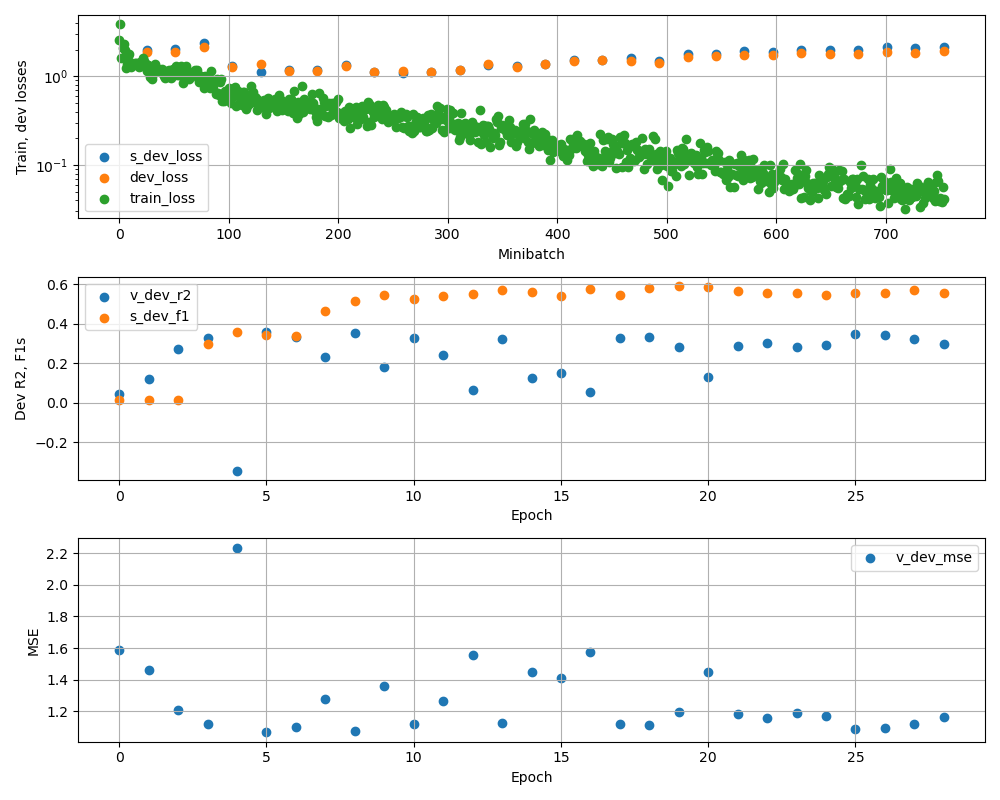 Train, dev losses
10⁰
10⁻¹
s_dev_loss
dev_loss
train_loss
0 100 200 300 400 500 600 700
Minibatch
Dev R2, F1s
0.6
0.4
0.2
0.0
−0.2
v_dev_r2
s_dev_f1
0 5 10 15 20 25
Epoch
MSE
2.2
2.0
1.8
1.6
1.4
1.2
v_dev_mse
0 5 10 15 20 25
Epoch